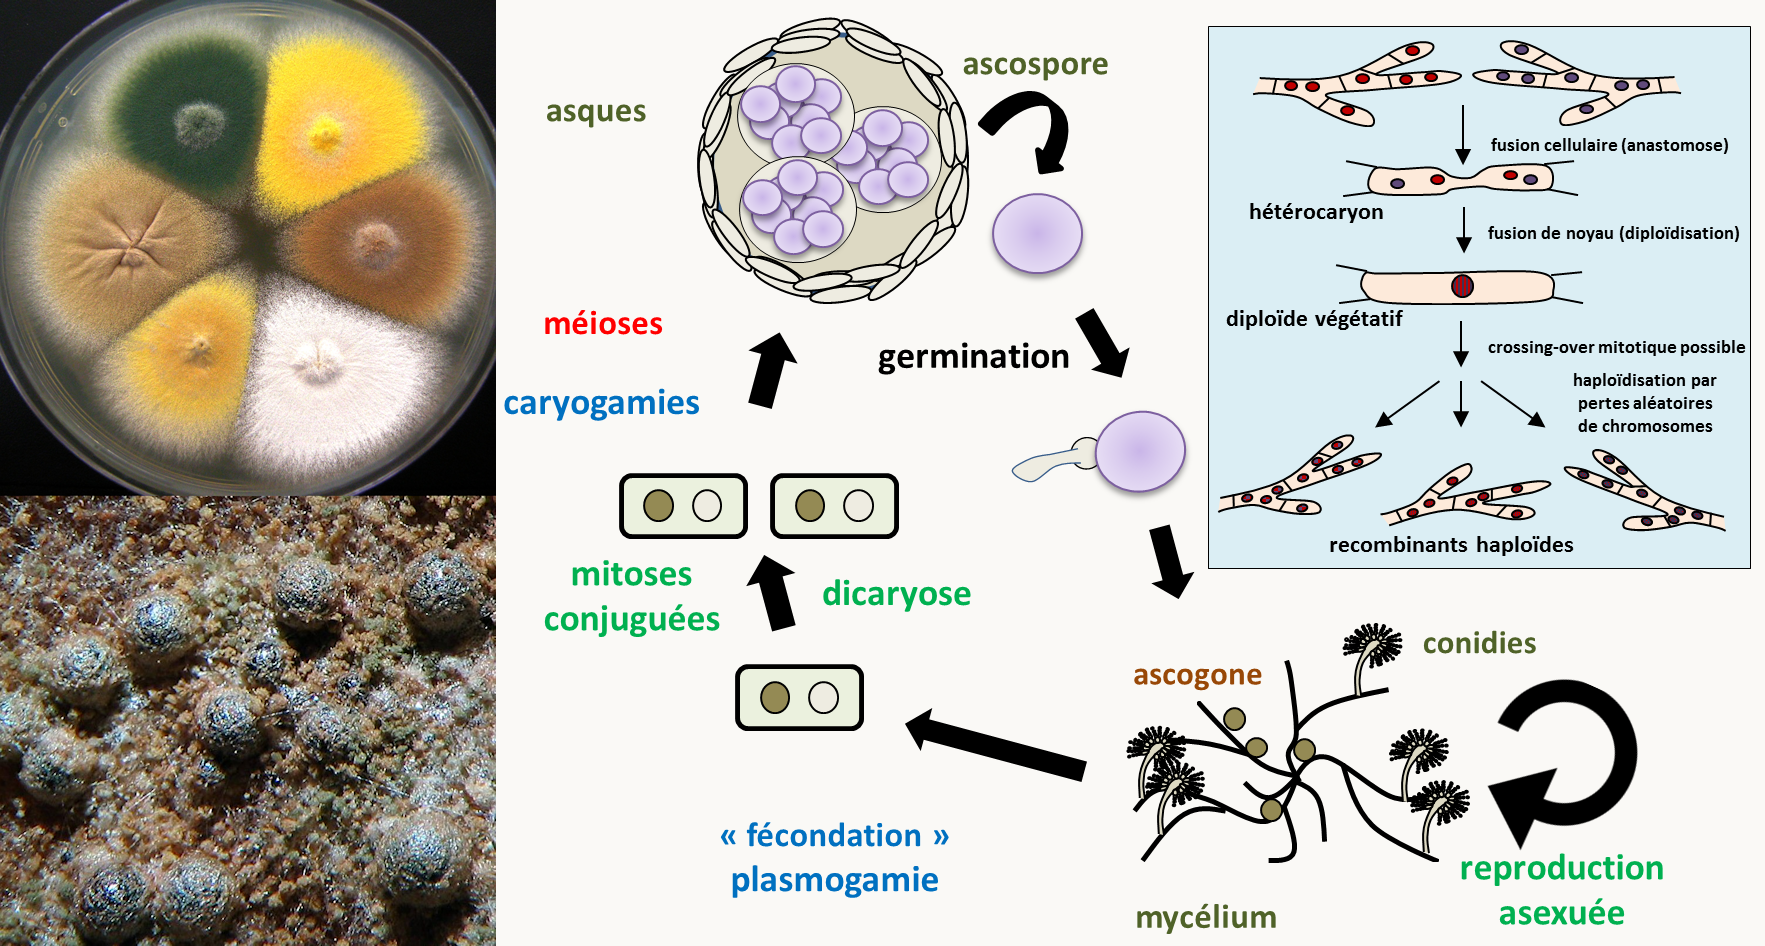 asques
ascospore
méioses
caryogamies
germination
mitoses
conjuguées
dicaryose
« fécondation »
plasmogamie
ascogone
conidies
mycélium
reproduction
asexuée
fusion cellulaire (anastomose)
hétérocaryon
fusion de noyau (diploïdisation)
diploïde végétatif
crossing-over mitotique possible
haploïdisation par
pertes aléatoires
de chromosomes
recombinants haploïdes